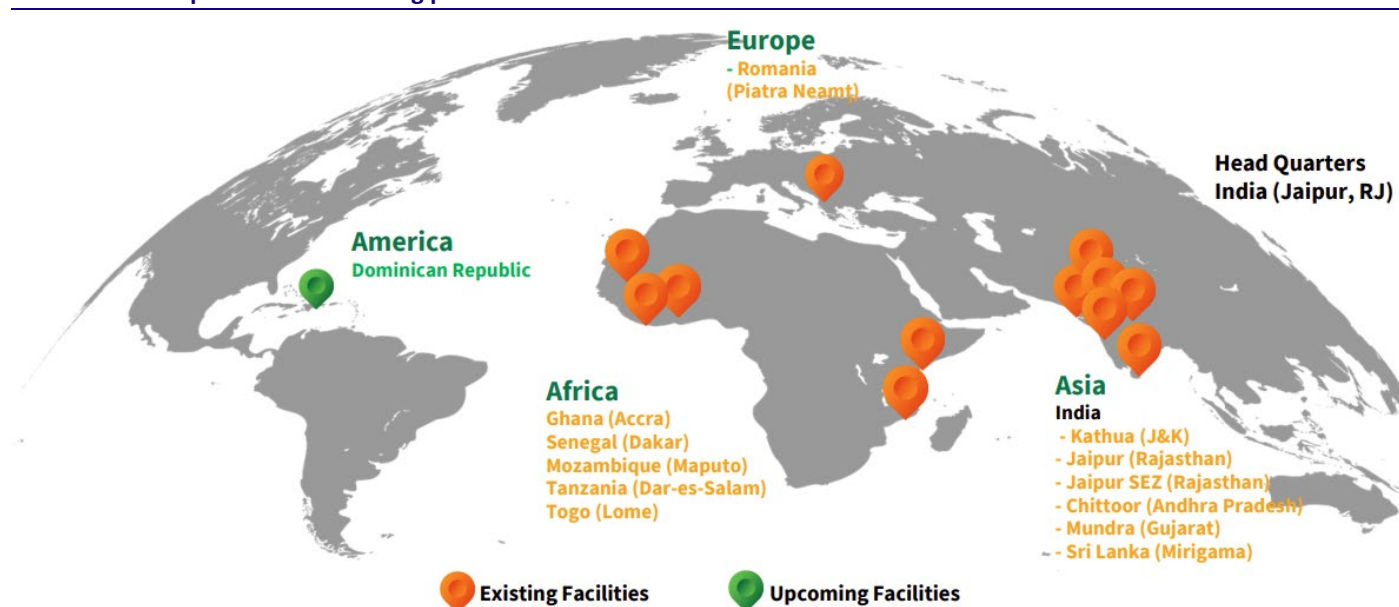 Europe
- Romania
(Piatra Neamt)
Head Quarters
India (Jaipur, RJ)
America
Dominican Republic
Africa
Ghana (Accra)
Senegal (Dakar)
Mozambique (Maputo)
Tanzania (Dar-es-Salam)
Togo (Lome)
Asia
India
- Kathua (J&K)
- Jaipur (Rajasthan)
- Jaipur SEZ (Rajasthan)
- Chittoor (Andhra Pradesh)
- Mundra (Gujarat)
- Sri Lanka (Mirigama)
Existing Facilities
Upcoming Facilities